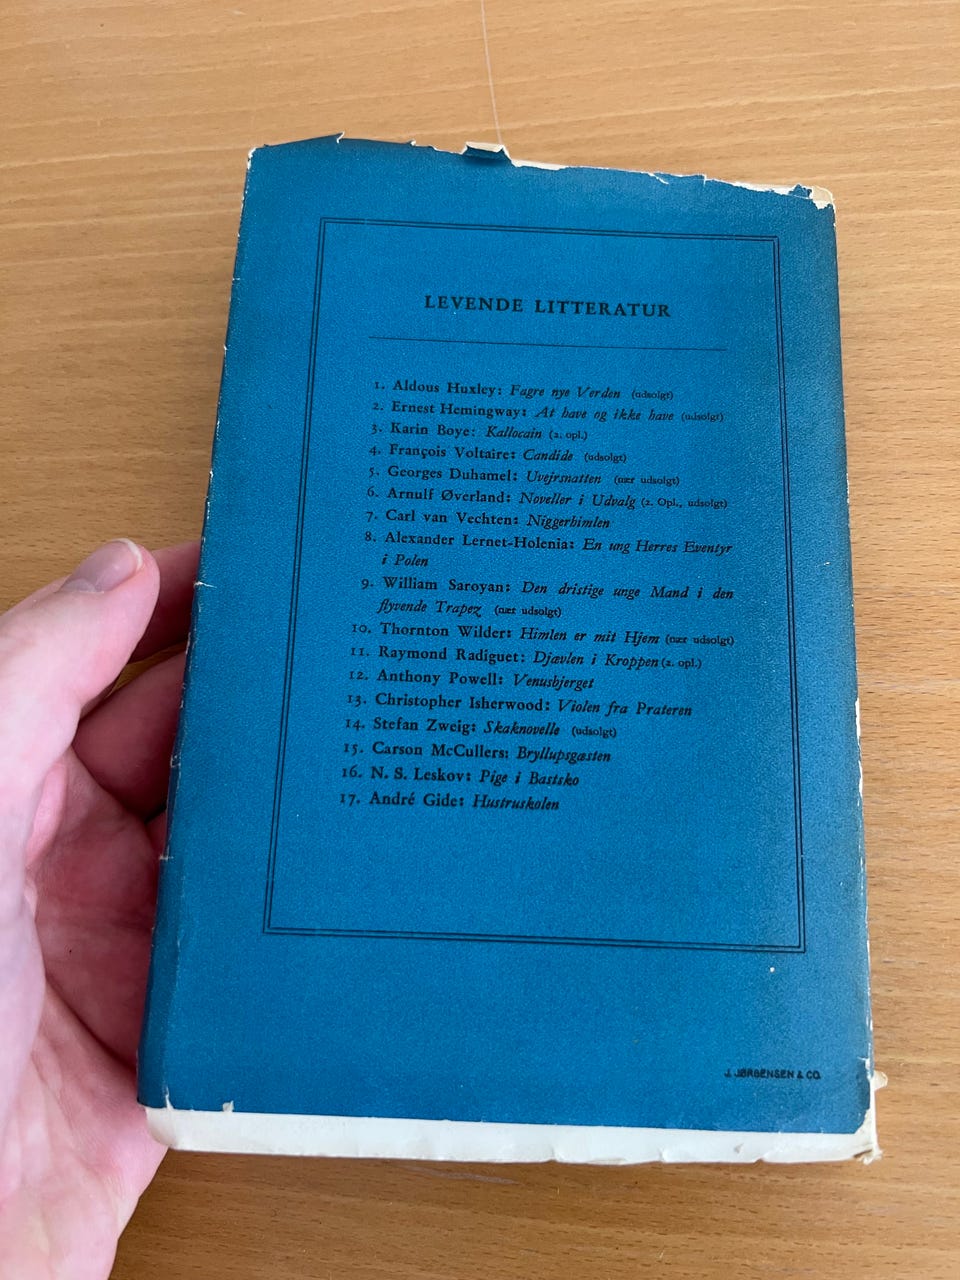 LEVENDE LITTERATUR
1. Aldous Huxley: Fagre nye Verden (udsolgt)
2. Ernest Hemingway: At have og ikke have (udsolgt)
3. Karin Boye: Kallocain (2. opl.)
4. François Voltaire: Candide (udsolgt)
5. Georges Duhamel: Uvejrsnatten (nær udsolgt)
6. Arnulf Øverland: Noveller i Udvalg (2. Opl., udsolgt)
7. Carl van Vechten: Niggerhimlen
8. Alexander Lernet-Holenia: En ung Herres Eventyr
i Polen
9. William Saroyan: Den dristige unge Mand i den
flyvende Trapez (nær udsolgt)
10. Thornton Wilder: Himlen er mit Hjem (nær udsolgt)
11. Raymond Radiguet: Djævlen i Kroppen (2. opl.)
12. Anthony Powell: Venusbjerget
13. Christopher Isherwood: Violen fra Prateren
14. Stefan Zweig: Skaknovelle (udsolgt)
15. Carson McCullers: Bryllupsgæsten
16. N. S. Leskov: Pige i Bastsko
17. André Gide: Hustruskolen
J. JØRGENSEN & CO.